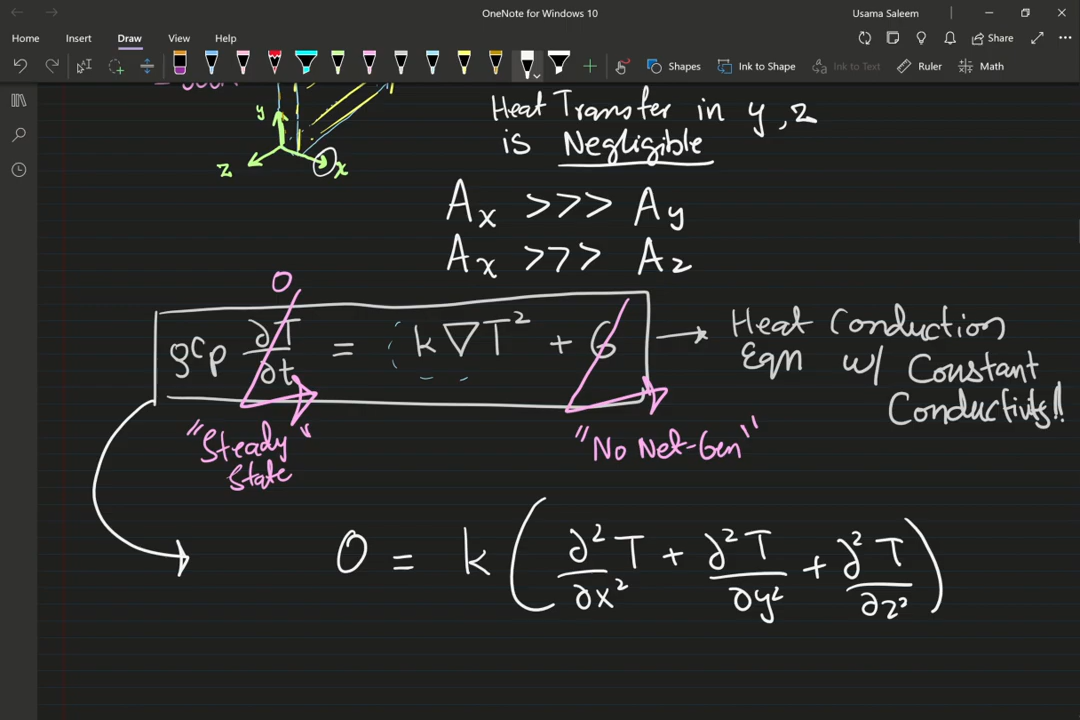 OneNote for Windows 10
Usama Saleem
Home Insert Draw View Help
Share
Shapes
Ink to Shape
Ink to Text
Ruler
Math
y
z
x
Heat Transfer in y, z
is Negligible
Ax >>> Ay
Ax >>> Az
0
ρcp ∂T/∂t = k∇T² + G
→ Heat Conduction
Eqn w/ Constant
Conductivity!!
"Steady"
State
"No Net-Gen"
0 = k(∂²T/∂x² + ∂²T/∂y² + ∂²T/∂z²)